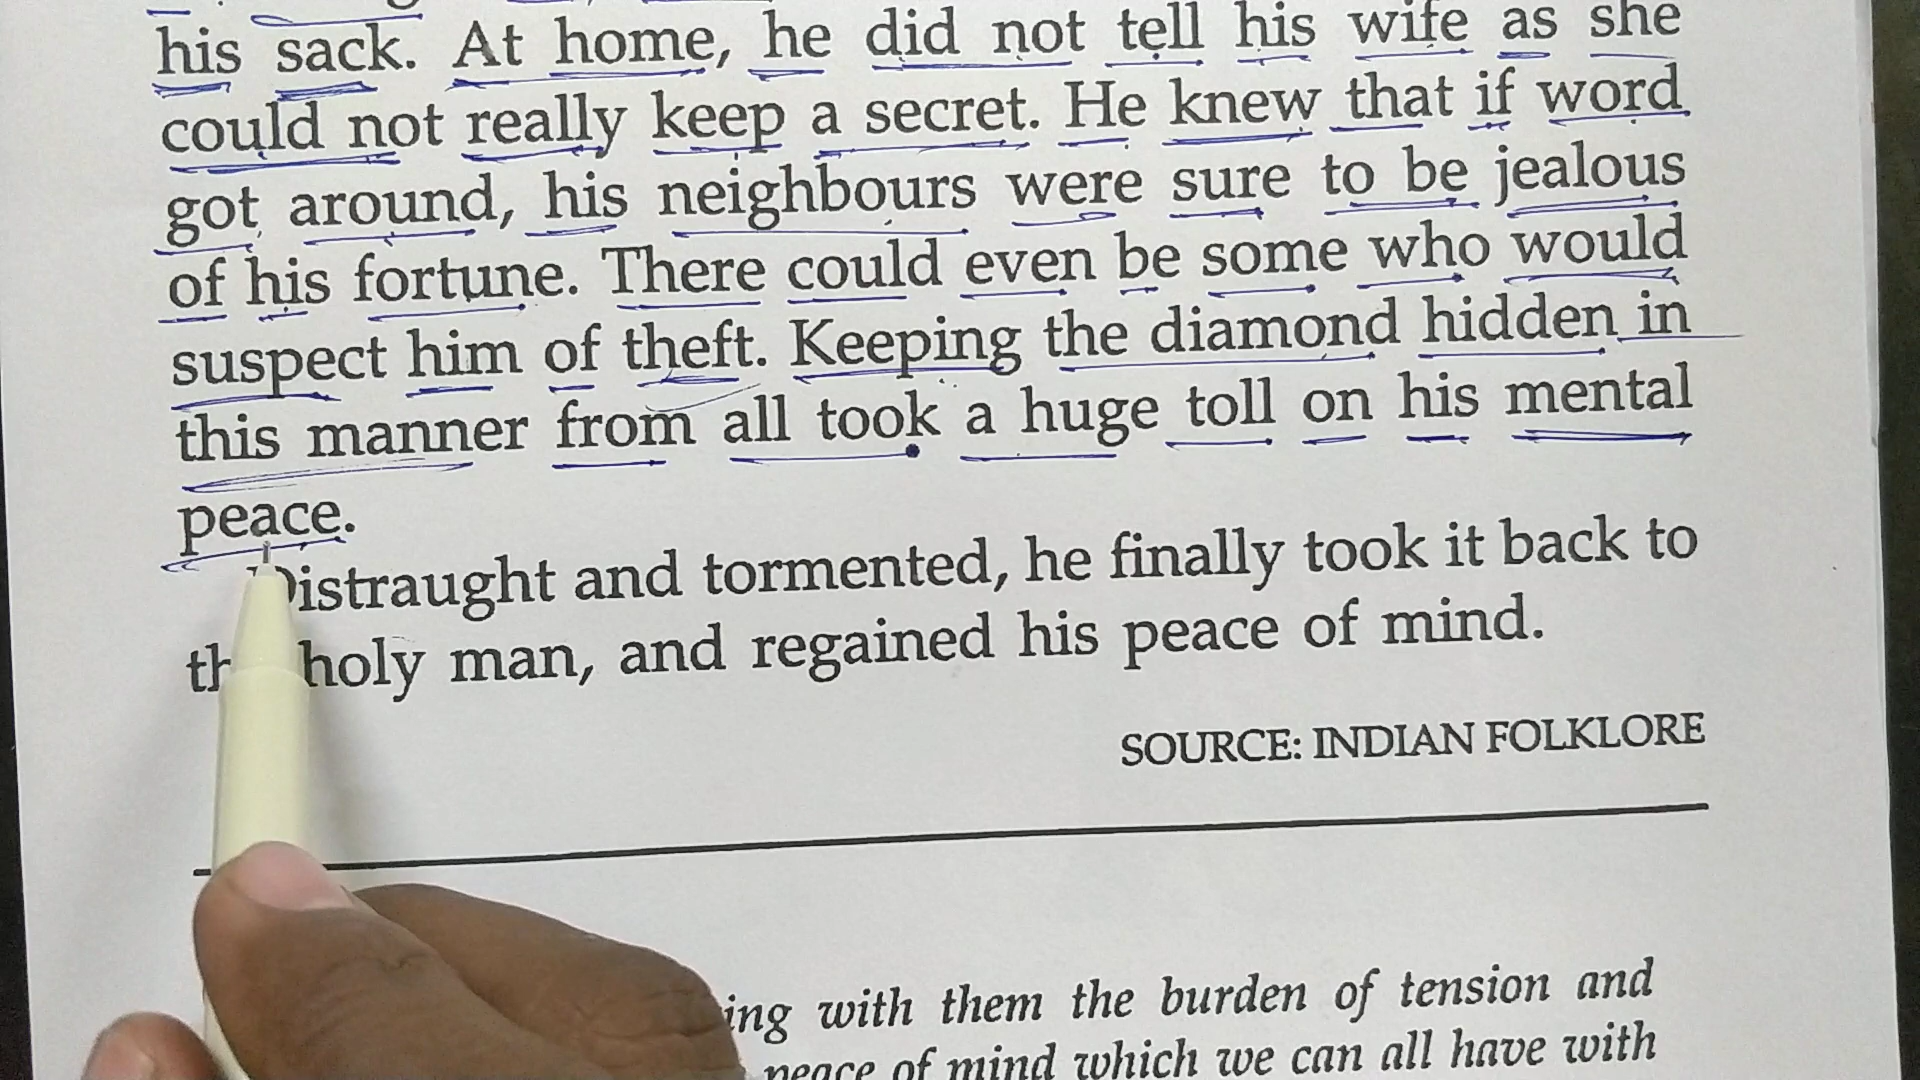 his sack. At home, he did not tell his wife as she
could not really keep a secret. He knew that if word
got around, his neighbours were sure to be jealous
of his fortune. There could even be some who would
suspect him of theft. Keeping the diamond hidden in
this manner from all took a huge toll on his mental
peace.
Distraught and tormented, he finally took it back to
holy man, and regained his peace of mind.
SOURCE: INDIAN FOLKLORE
with them the burden of tension and
peace of mind which we can all have with